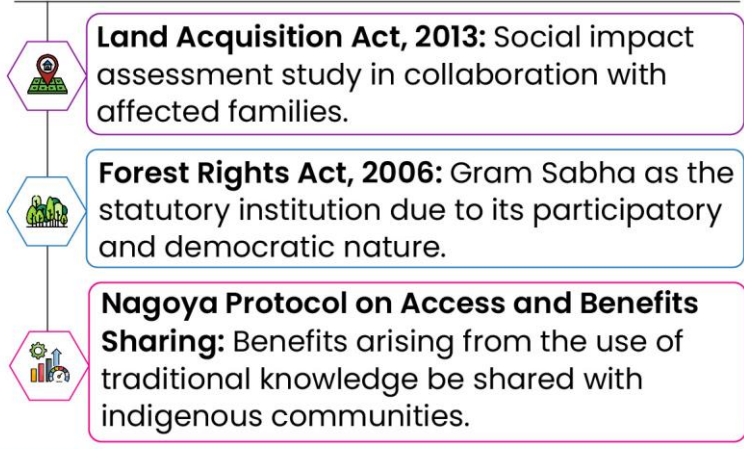 Land Acquisition Act, 2013: Social impact
assessment study in collaboration with
affected families.
Forest Rights Act, 2006: Gram Sabha as the
statutory institution due to its participatory
and democratic nature.
Nagoya Protocol on Access and Benefits
Sharing: Benefits arising from the use of
traditional knowledge be shared with
indigenous communities.